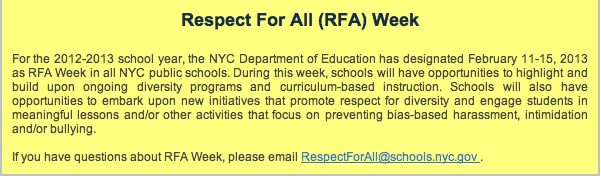 Respect For All (RFA) Week
For the 2012-2013 school year, the NYC Department of Education has designated February 11-15, 2013
as RFA Week in all NYC public schools. During this week, schools will have opportunities to highlight and
build upon ongoing diversity programs and curriculum-based instruction. Schools will also have
opportunities to embark upon new initiatives that promote respect for diversity and engage students in
meaningful lessons and/or other activities that focus on preventing bias-based harassment, intimidation
and/or bullying.
If you have questions about RFA Week, please email RespectForAll@schools.nyc.gov .